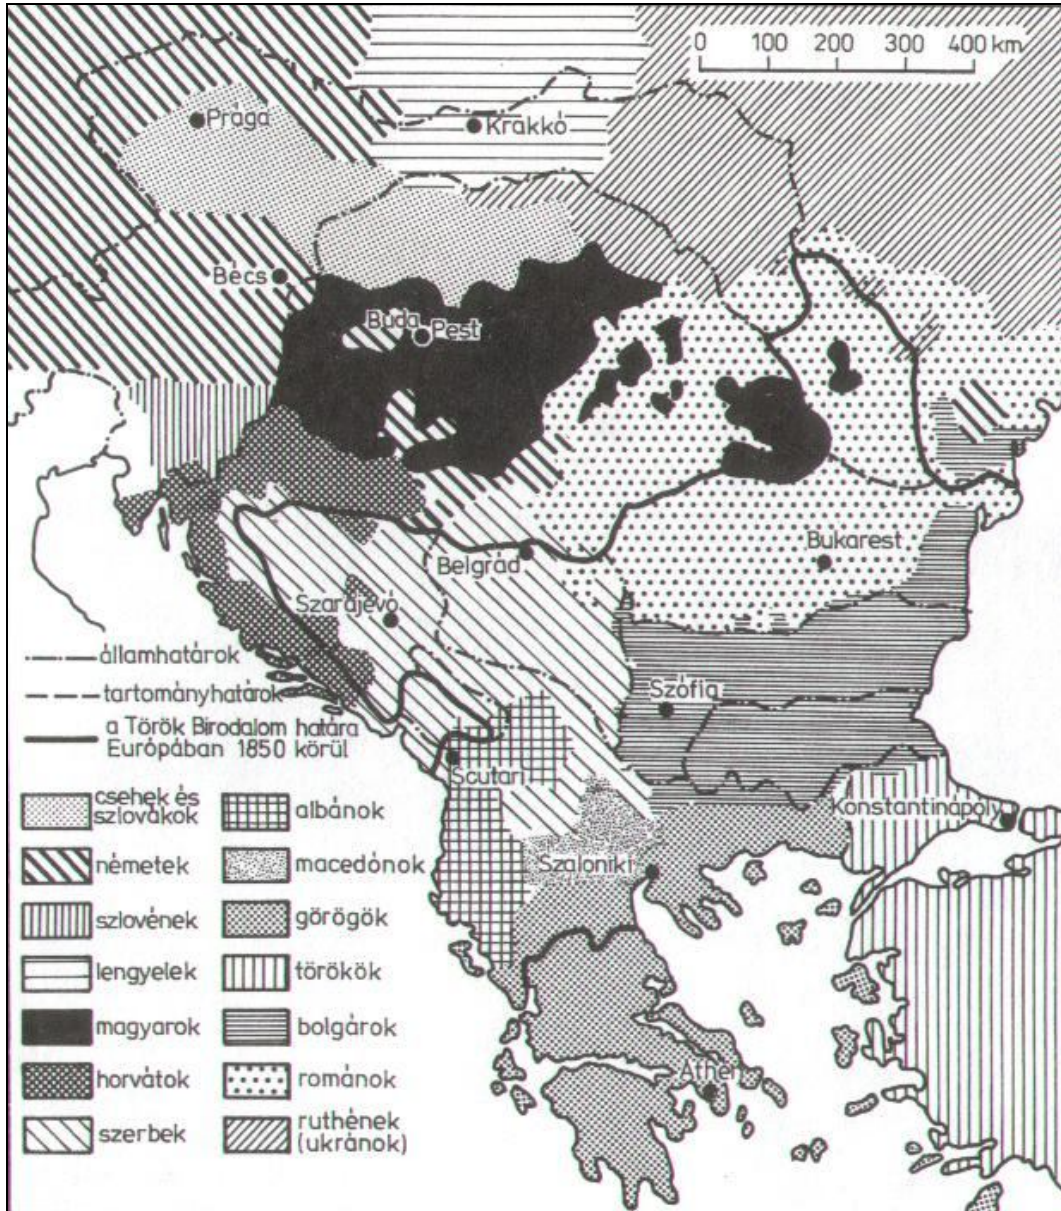 0 100 200 300 400 km
Prága
Krakkó
Bécs
Buda
Pest
Belgrád
Bukarest
Szarajevó
Szófia
Scutari
Konstantinápoly
Szaloniki
Athén
államhatárok
tartományhatárok
a Török Birodalom határa
Európában 1850 körül
csehek és
szlovákok
németek
szlovének
lengyelek
magyarok
horvátok
szerbek
albánok
macedónok
görögök
törökök
bolgárok
románok
ruthének
(ukránok)